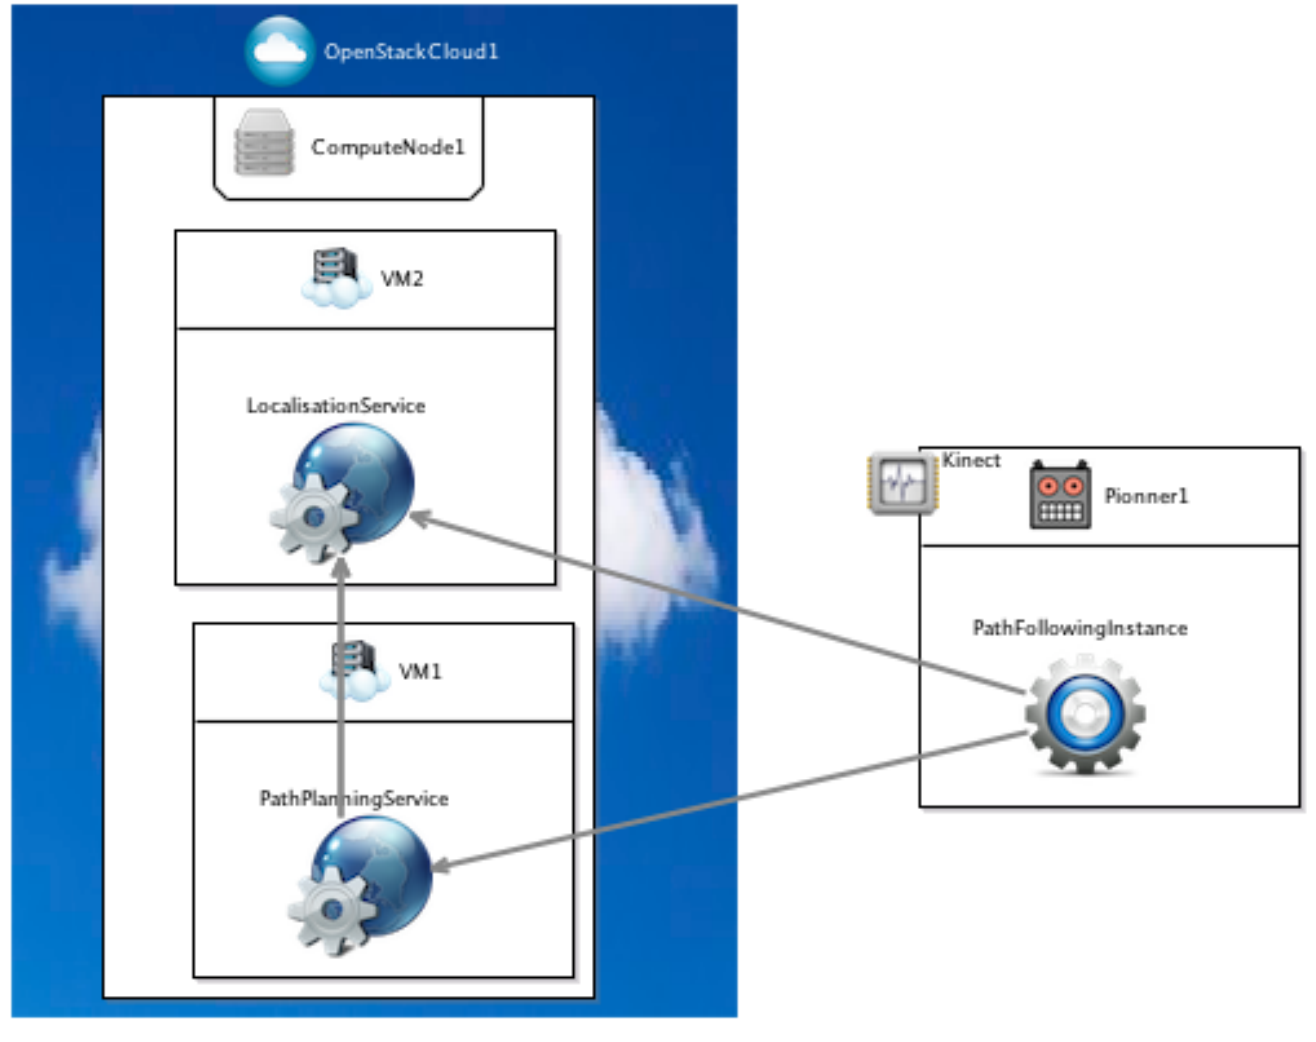 OpenStackCloud1
ComputeNode1
VM2
LocalisationService
VM1
PathPlanningService
Kinect
Pionner1
PathFollowingInstance